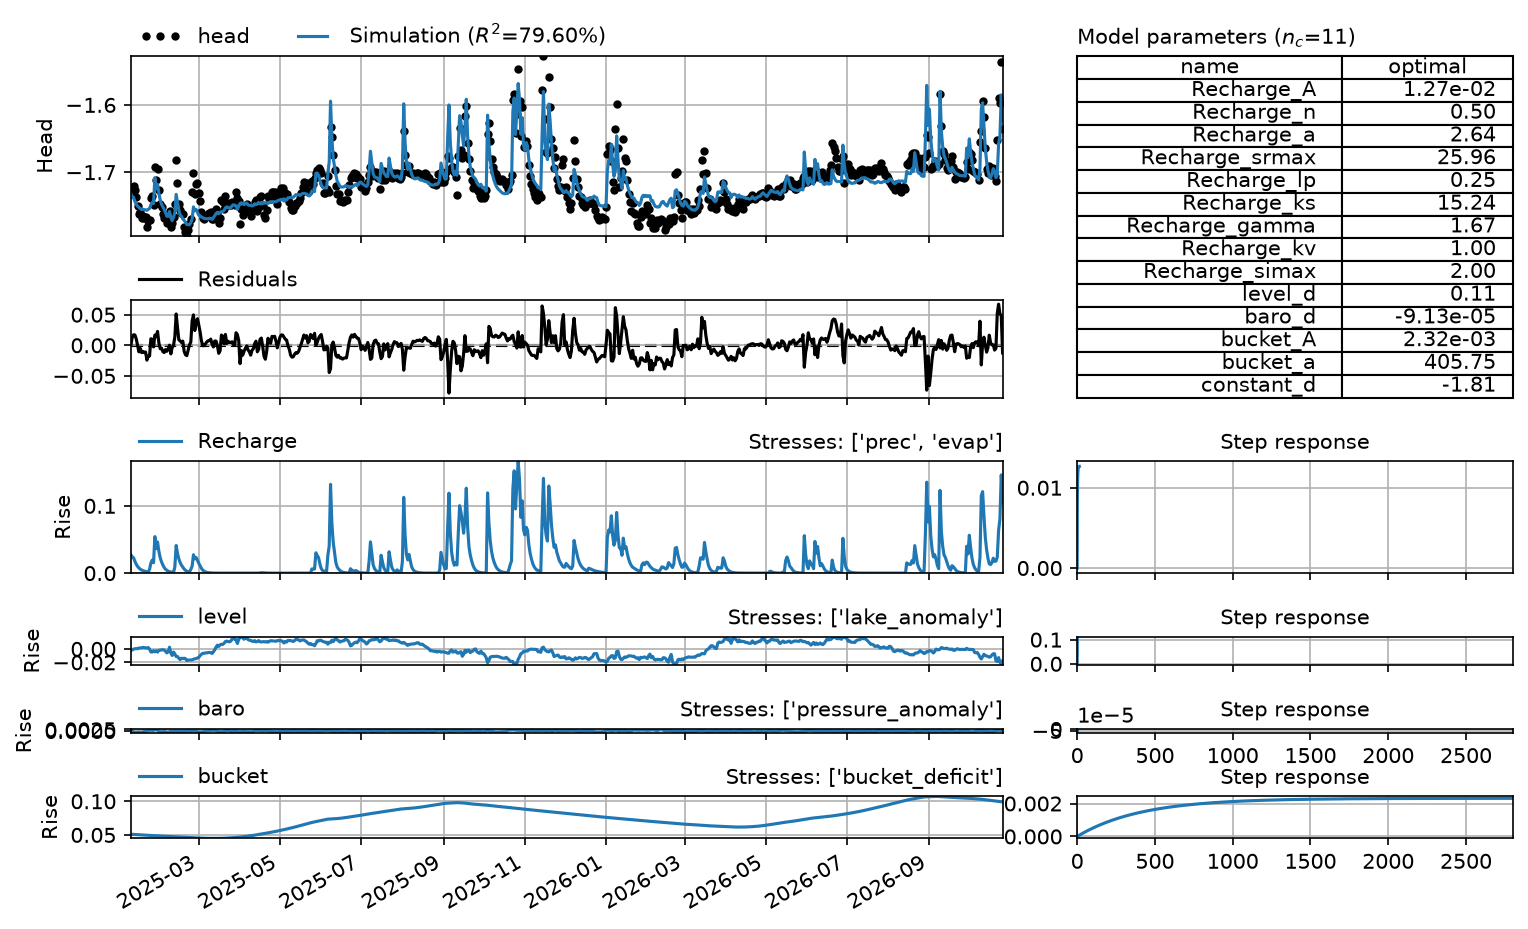 head
Simulation (R²=79.60%)
Model parameters (n_c=11)
Head
−1.6
−1.7
name optimal
Recharge_A 1.27e-02
Recharge_n 0.50
Recharge_a 2.64
Recharge_srmax 25.96
Recharge_lp 0.25
Recharge_ks 15.24
Recharge_gamma 1.67
Recharge_kv 1.00
Recharge_simax 2.00
level_d 0.11
baro_d -9.13e-05
bucket_A 2.32e-03
bucket_a 405.75
constant_d -1.81
Residuals
0.05
0.00
−0.05
Recharge
Stresses: ['prec', 'evap']
Step response
Rise
0.1
0.0
0.01
0.00
level
Stresses: ['lake_anomaly']
Step response
Rise
0.00
−0.02
0.1
0.0
baro
Stresses: ['pressure_anomaly']
1e−5
Step response
Rise
0 500 1000 1500 2000 2500
bucket
Stresses: ['bucket_deficit']
Step response
Rise
0.10
0.05
0.002
0.000
0 500 1000 1500 2000 2500
2025-03 2025-05 2025-07 2025-09 2025-11 2026-01 2026-03 2026-05 2026-07 2026-09